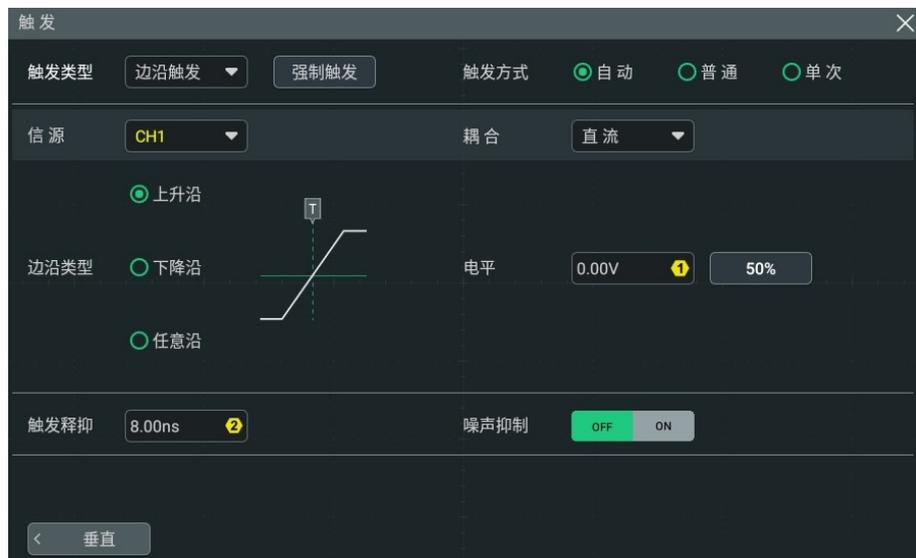 触发
触发类型 边沿触发 强制触发 触发方式 自动 普通 单次
信源 CH1 耦合 直流
上升沿
T
边沿类型 下降沿 电平 0.00V 1 50%
任意沿
触发释抑 8.00ns 2 噪声抑制 OFF ON
< 垂直